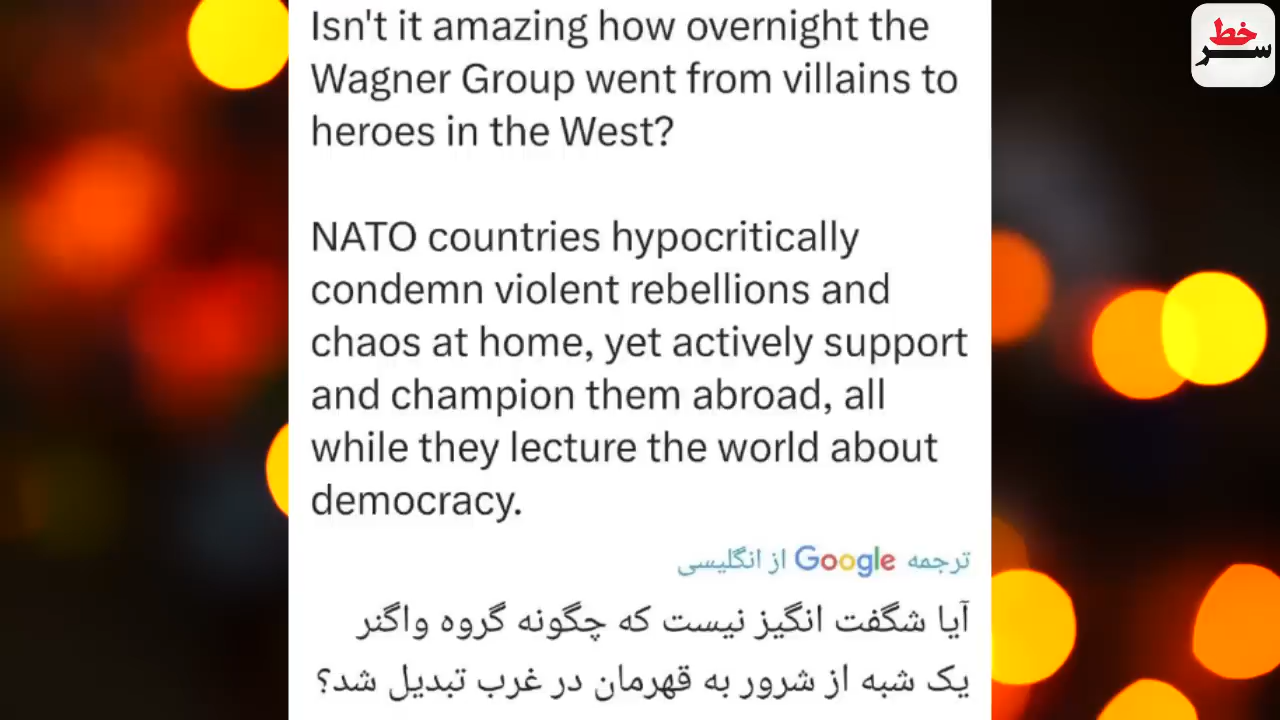 خط
سر
Isn't it amazing how overnight the
Wagner Group went from villains to
heroes in the West?
NATO countries hypocritically
condemn violent rebellions and
chaos at home, yet actively support
and champion them abroad, all
while they lecture the world about
democracy.
ترجمه Google از انگلیسی
آیا شگفت انگیز نیست که چگونه گروه واگنر
یک شبه از شرور به قهرمان در غرب تبدیل شد؟